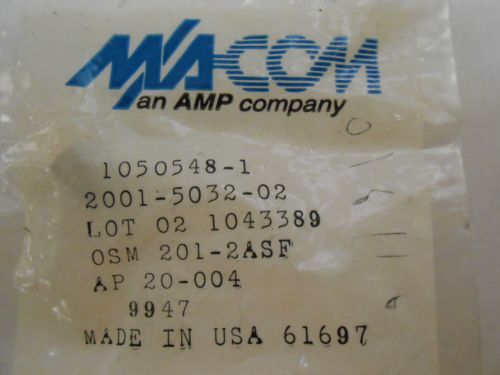 M/A-COM
an AMP company
1050548-1
2001-5032-02
LOT 02 1043389
OSM 201-2ASF
AP 20-004
9947
MADE IN USA 61697